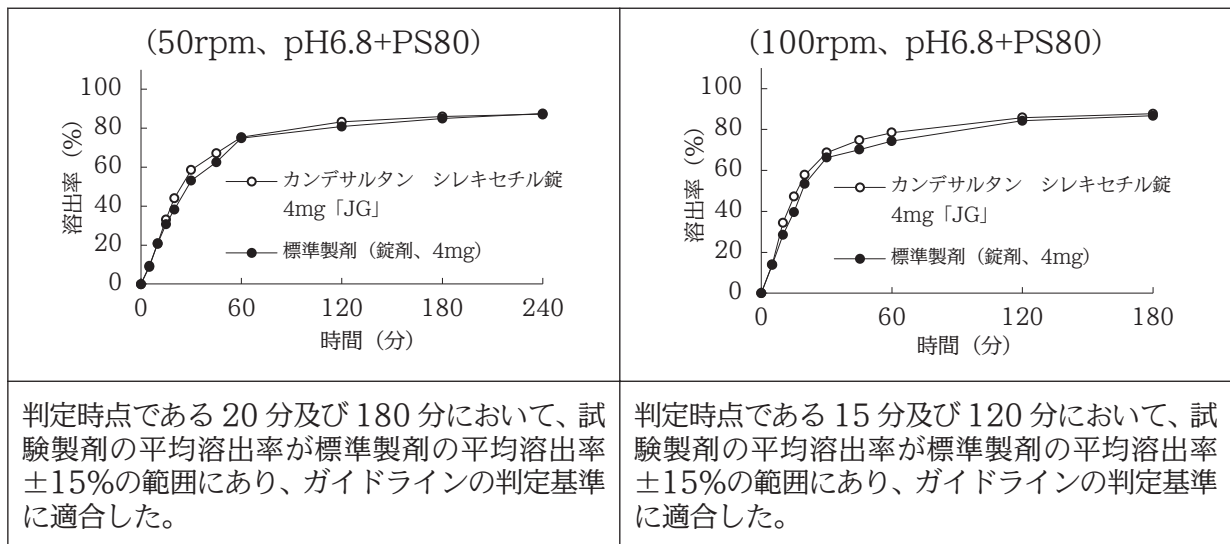 (50rpm、pH6.8+PS80)
溶出率 (%)
100
80
60
40
20
0
カンデサルタン シレキセチル錠
4mg「JG」
標準製剤(錠剤、4mg)
0 60 120 180 240
時間(分)
判定時点である 20 分及び 180 分において、試
験製剤の平均溶出率が標準製剤の平均溶出率
±15%の範囲にあり、ガイドラインの判定基準
に適合した。
(100rpm、pH6.8+PS80)
溶出率 (%)
100
80
60
40
20
0
カンデサルタン シレキセチル錠
4mg「JG」
標準製剤(錠剤、4mg)
0 60 120 180
時間(分)
判定時点である 15 分及び 120 分において、試
験製剤の平均溶出率が標準製剤の平均溶出率
±15%の範囲にあり、ガイドラインの判定基準
に適合した。